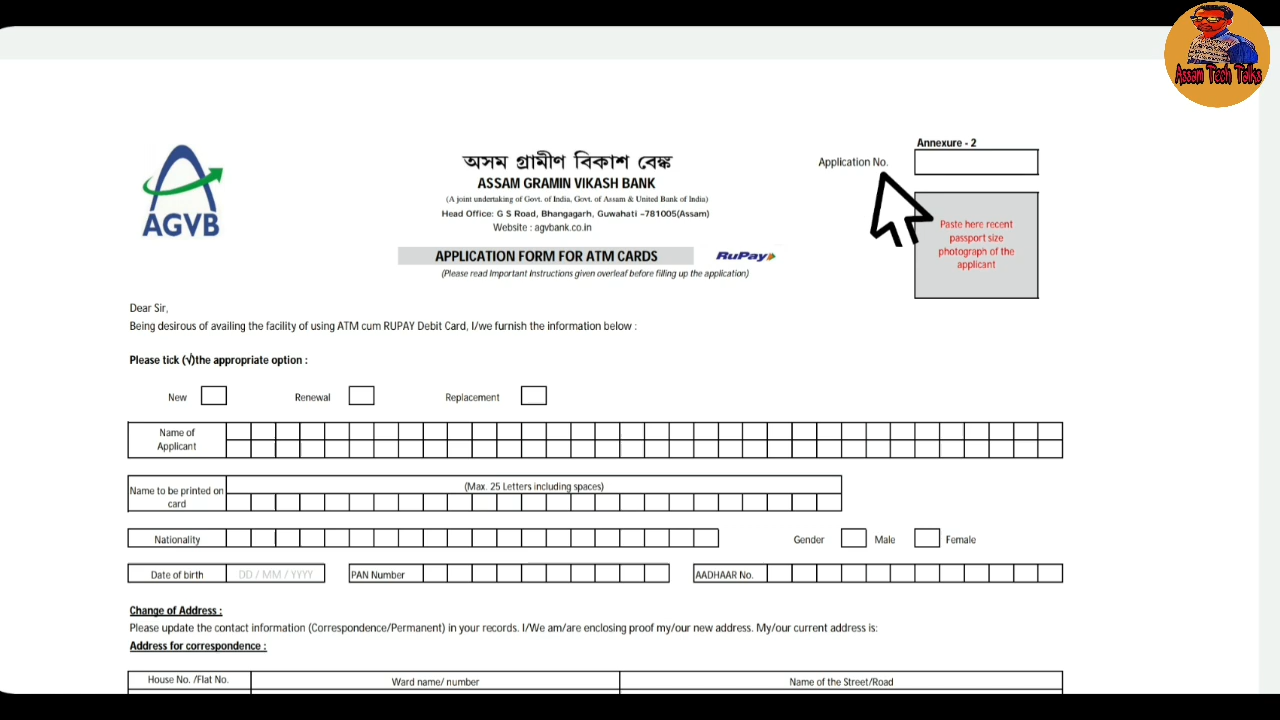 Assam Tech Talks
Annexure - 2
Application No.
AGVB
অসম গ্রামীণ বিকাশ বেঙ্ক
ASSAM GRAMIN VIKASH BANK
(A joint undertaking of Govt. of India, Govt. of Assam & United Bank of India)
Head Office: G S Road, Bhangagarh, Guwahati –781005(Assam)
Website : agvbank.co.in
Paste here recent
passport size
photograph of the
applicant
APPLICATION FORM FOR ATM CARDS
RuPay
(Please read Important Instructions given overleaf before filling up the application)
Dear Sir,
Being desirous of availing the facility of using ATM cum RUPAY Debit Card, I/we furnish the information below :
Please tick (√)the appropriate option :
New Renewal Replacement
Name of
Applicant
Name to be printed on
card
(Max. 25 Letters including spaces)
Nationality Gender Male Female
Date of birth DD / MM / YYYY PAN Number AADHAAR No.
Change of Address :
Please update the contact information (Correspondence/Permanent) in your records. I/We am/are enclosing proof my/our new address. My/our current address is:
Address for correspondence :
House No. /Flat No. Ward name/ number Name of the Street/Road